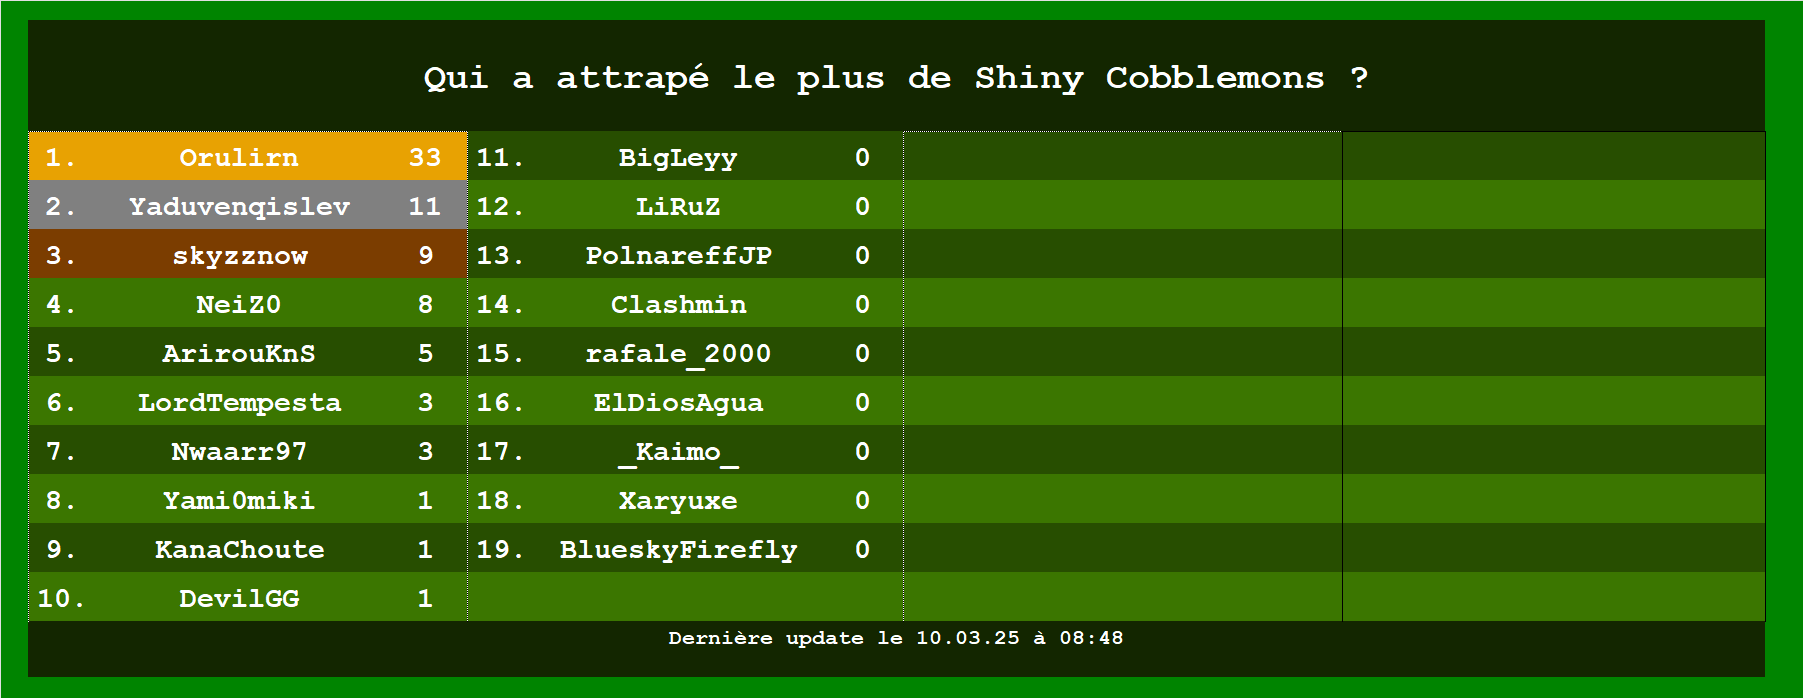 Qui a attrapé le plus de Shiny Cobblemons ?
1. Orulirn 33
2. Yaduvenqislev 11
3. skyzznow 9
4. NeiZ0 8
5. ArirouKnS 5
6. LordTempesta 3
7. Nwaarr97 3
8. Yami0miki 1
9. KanaChoute 1
10. DevilGG 1
11. BigLeyy 0
12. LiRuZ 0
13. PolnareffJP 0
14. Clashmin 0
15. rafale_2000 0
16. ElDiosAgua 0
17. _Kaimo_ 0
18. Xaryuxe 0
19. BlueskyFirefly 0
Dernière update le 10.03.25 à 08:48